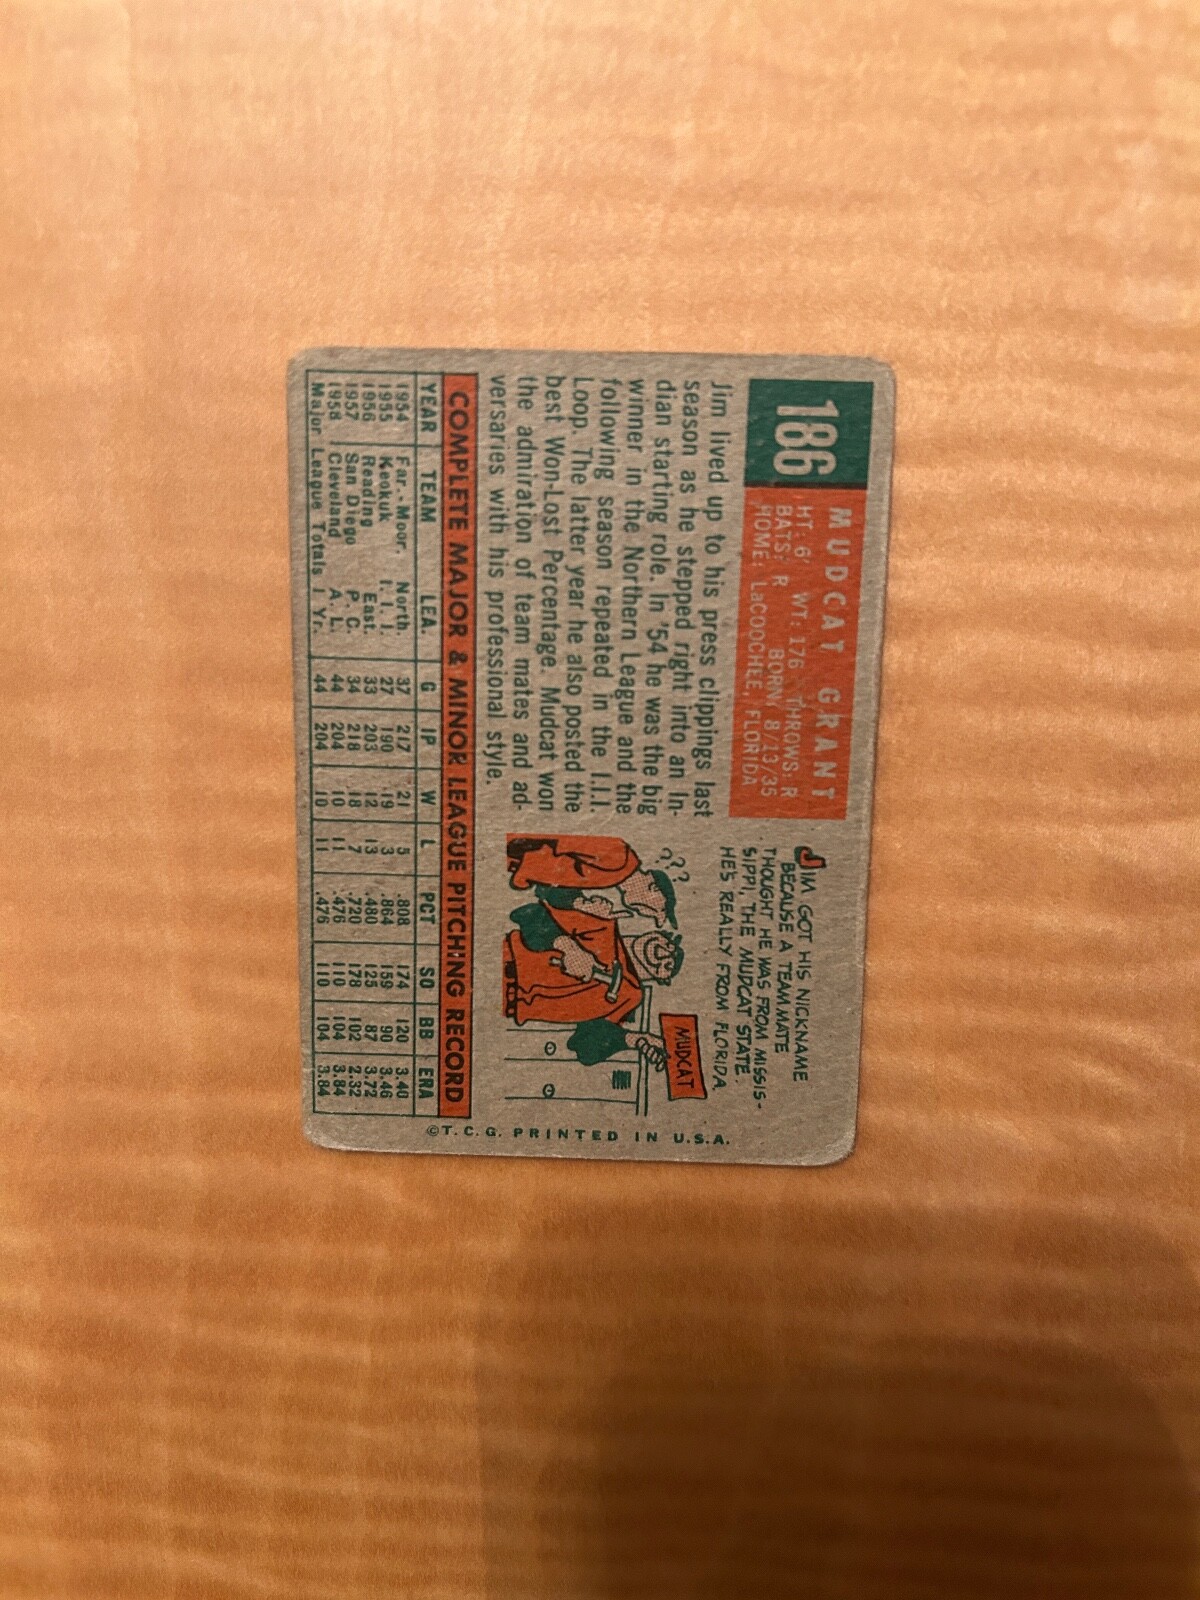 186
MUDCAT GRANT
HT: 6' WT: 176 THROWS: R
BATS: R BORN: 8/13/35
HOME: LaCOOCHEE, FLORIDA
Jim lived up to his press clippings last
season as he stepped right into an In-
dian starting role. In '54 he was the big
winner in the Northern League and the
following season repeated in the I.I.I.
Loop. The latter year he also posted the
best Won-Lost Percentage. Mudcat won
the admiration of team mates and ad-
versaries with his professional style.
JIM GOT HIS NICKNAME
BECAUSE A TEAM MATE
THOUGHT HE WAS FROM MISSIS-
SIPPI, THE MUDCAT STATE.
HE'S REALLY FROM FLORIDA.
???
MUDCAT
COMPLETE MAJOR & MINOR LEAGUE PITCHING RECORD
YEAR TEAM LEA. G IP W L PCT SO BB ERA
1954 Far.-Moor. North. 37 217 21 5 .808 174 120 3.40
1955 Keokuk I.I.I. 27 190 19 3 .864 159 90 3.46
1956 Reading East. 33 203 12 13 .480 125 87 3.72
1957 San Diego P.C. 34 218 18 7 .720 178 102 2.32
1958 Cleveland A.L. 44 204 10 11 .476 110 104 3.84
Major League Totals 1 Yr. 44 204 10 11 .476 110 104 3.84
©T.C.G. PRINTED IN U.S.A.